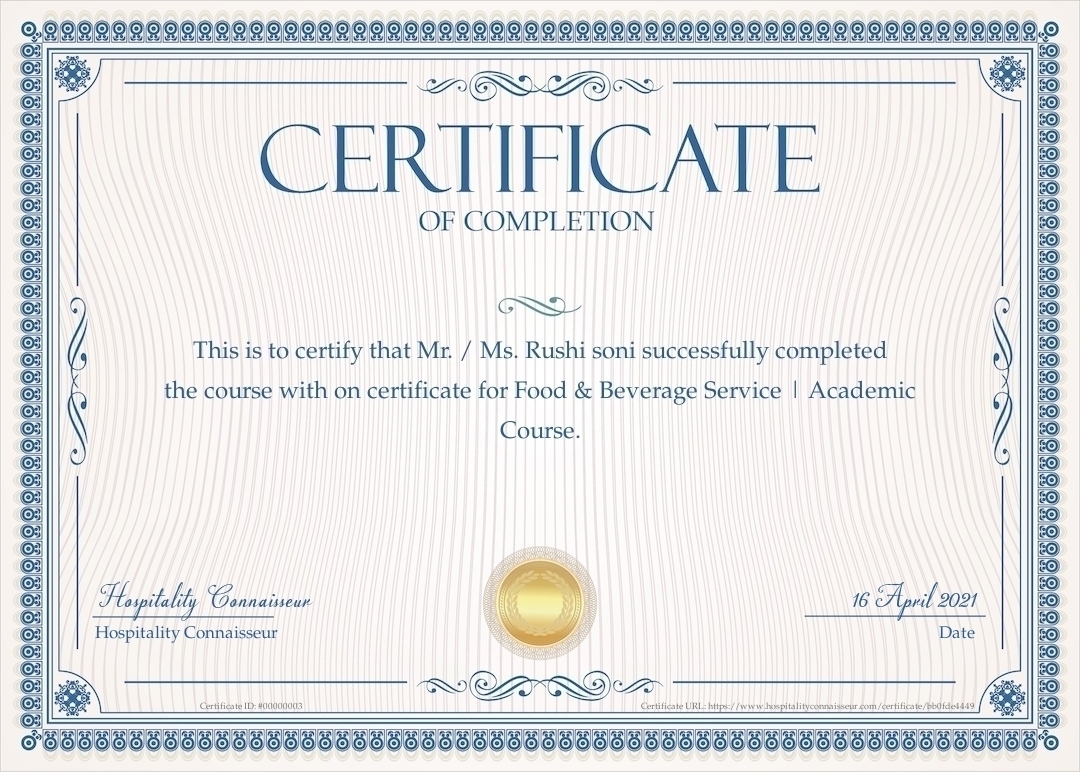 CERTIFICATE
OF COMPLETION
This is to certify that Mr. / Ms. Rushi soni successfully completed
the course with on certificate for Food & Beverage Service | Academic
Course.
Hospitality Connaisseur
Hospitality Connaisseur
16 April 2021
Date
Certificate ID: #00000003
Certificate URL: https://www.hospitalityconnaisseur.com/certificate/bb0fde4449